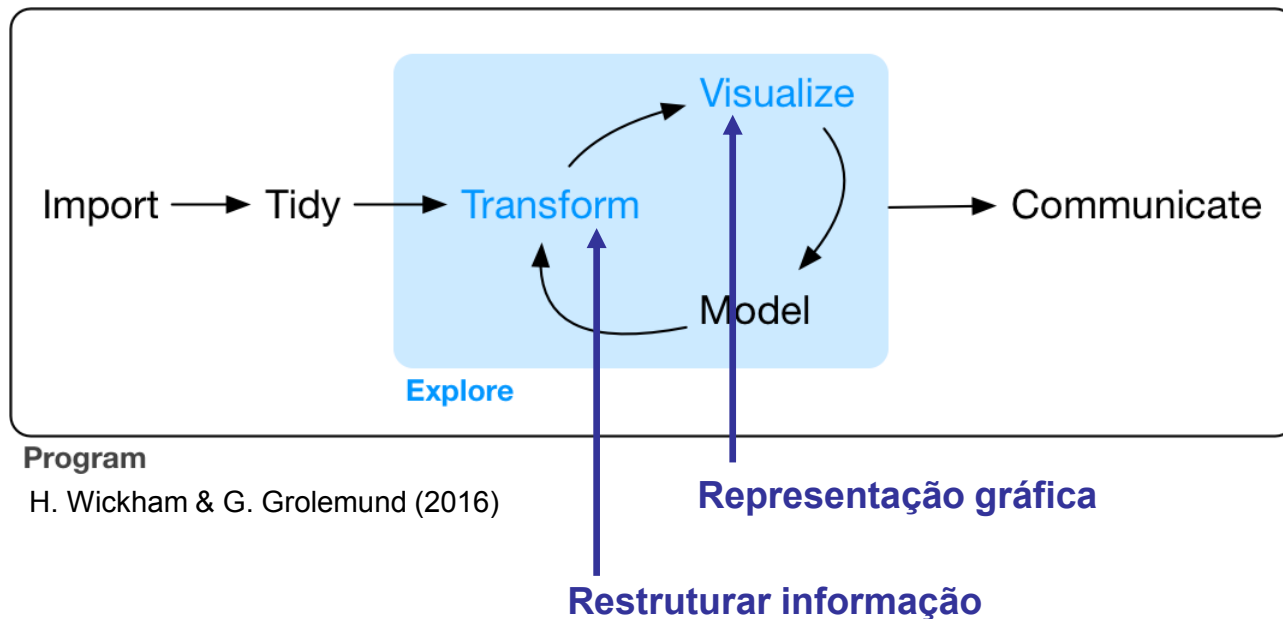 Visualize
Import
Tidy
Transform
Communicate
Model
Explore
Program
H. Wickham & G. Grolemund (2016)
Representação gráfica
Restruturar informação